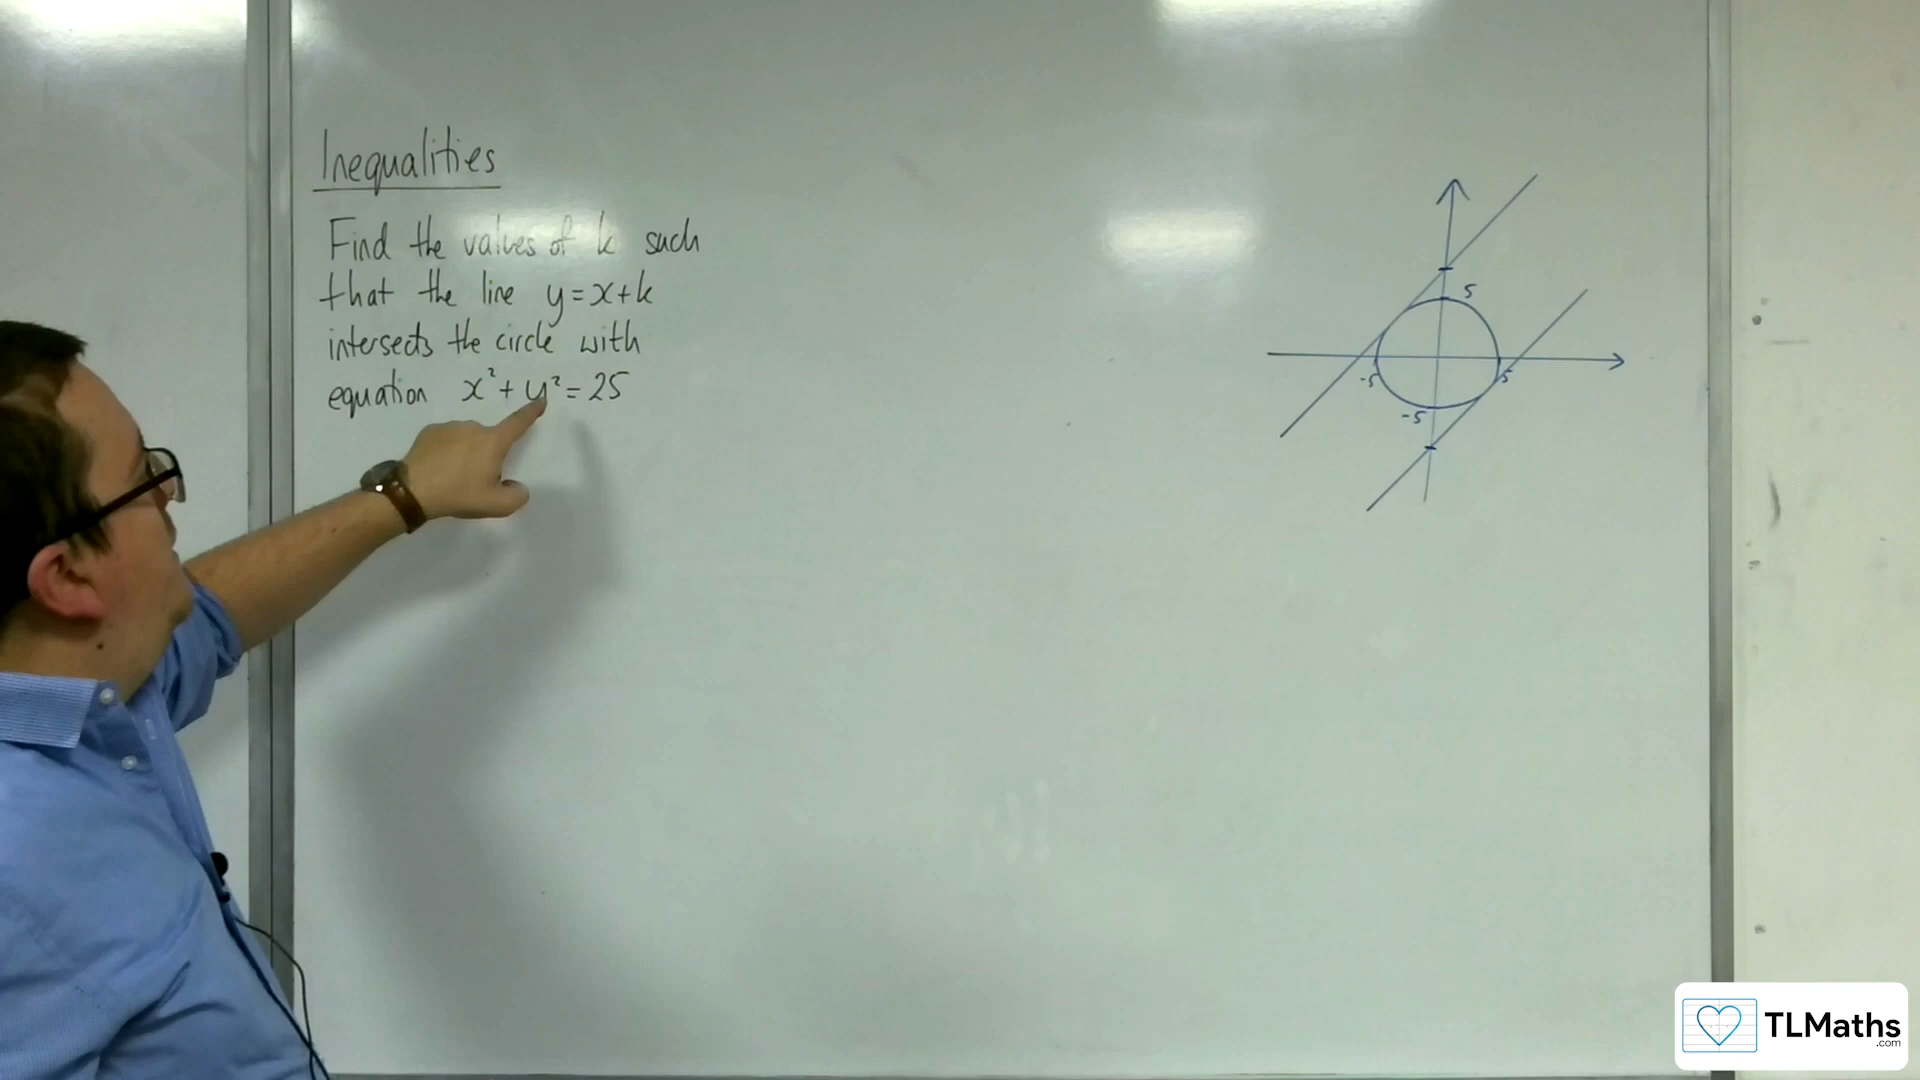 Inequalities
Find the values of k such
that the line y=x+k
intersects the circle with
equation x²+y²=25
5
-5
5
-5
TLMaths
.com